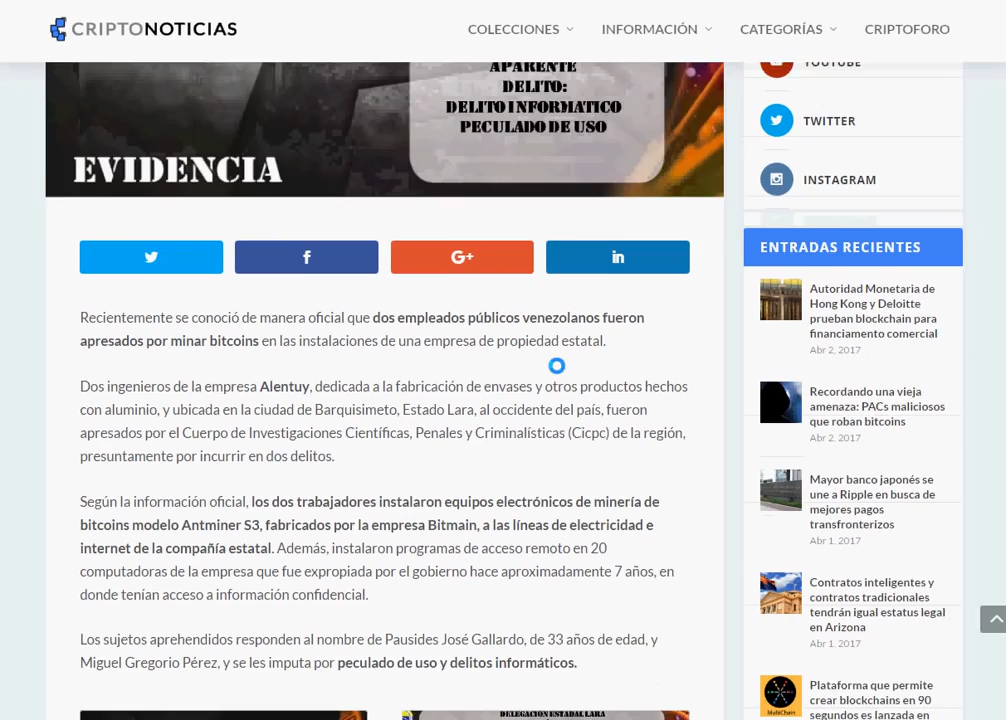 CRIPTONOTICIAS
COLECCIONES
INFORMACIÓN
CATEGORÍAS
CRIPTOFORO
APARENTE
DELITO:
DELITO INFORMATICO
PECULADO DE USO
EVIDENCIA
G+
in
Recientemente se conoció de manera oficial que dos empleados públicos venezolanos fueron
apresados por minar bitcoins en las instalaciones de una empresa de propiedad estatal.
Dos ingenieros de la empresa Alentuy, dedicada a la fabricación de envases y otros productos hechos
con aluminio, y ubicada en la ciudad de Barquisimeto, Estado Lara, al occidente del país, fueron
apresados por el Cuerpo de Investigaciones Científicas, Penales y Criminalísticas (Cicpc) de la región,
presuntamente por incurrir en dos delitos.
Según la información oficial, los dos trabajadores instalaron equipos electrónicos de minería de
bitcoins modelo Antminer S3, fabricados por la empresa Bitmain, a las líneas de electricidad e
internet de la compañía estatal. Además, instalaron programas de acceso remoto en 20
computadoras de la empresa que fue expropiada por el gobierno hace aproximadamente 7 años, en
donde tenían acceso a información confidencial.
Los sujetos aprehendidos responden al nombre de Pausides José Gallardo, de 33 años de edad, y
Miguel Gregorio Pérez, y se les imputa por peculado de uso y delitos informáticos.
DELEGACION ESTADAL LARA
YOUTUBE
TWITTER
INSTAGRAM
ENTRADAS RECIENTES
Autoridad Monetaria de
Hong Kong y Deloitte
prueban blockchain para
financiamiento comercial
Abr 2, 2017
Recordando una vieja
amenaza: PACs maliciosos
que roban bitcoins
Abr 2, 2017
Mayor banco japonés se
une a Ripple en busca de
mejores pagos
transfronterizos
Abr 1, 2017
Contratos inteligentes y
contratos tradicionales
tendrán igual estatus legal
en Arizona
Abr 1, 2017
MultiChain
Plataforma que permite
crear blockchains en 90
segundos es lanzada en